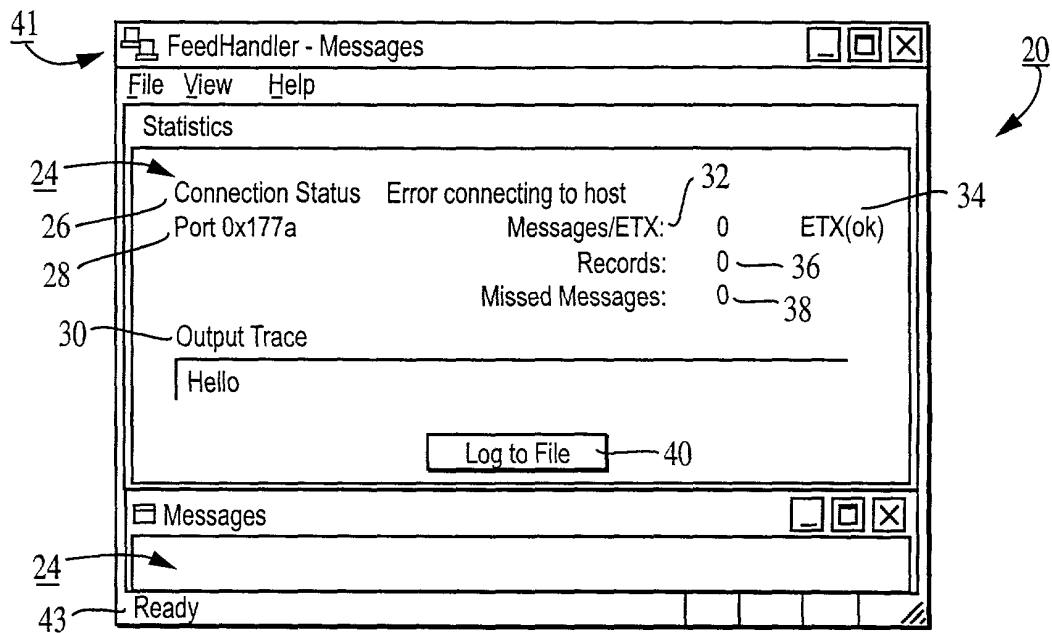 41
FeedHandler - Messages
20
File View Help
Statistics
24
Connection Status Error connecting to host 32
26
Port 0x177a Messages/ETX: 0 ETX(ok) 34
28
Records: 0 36
Missed Messages: 0 38
30 Output Trace
Hello
Log to File 40
Messages
24
43 Ready